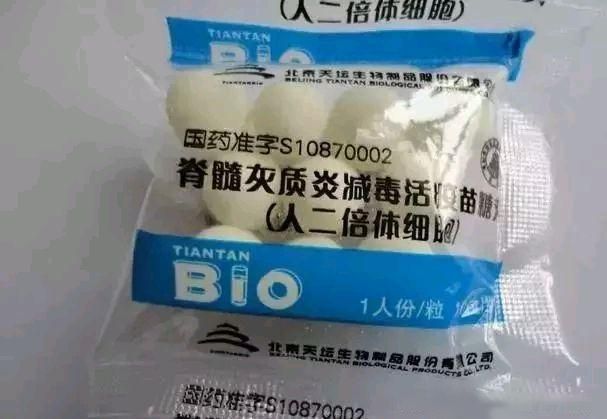 (人二倍体细胞)
TIANTAN
BiO
北京天坛生物制品股份有限公司
BEIJING TIANTAN BIOLOGICAL PRODUCTS CO.
国药准字S10870002
脊髓灰质炎减毒活疫苗糖
(人二倍体细胞)
TIANTAN
BiO
1人份/粒
北京天坛生物制品股份有限公司
BEIJING TIANTAN BIOLOGICAL PRODUCTS CO.,LTD.
国药准字S10870002